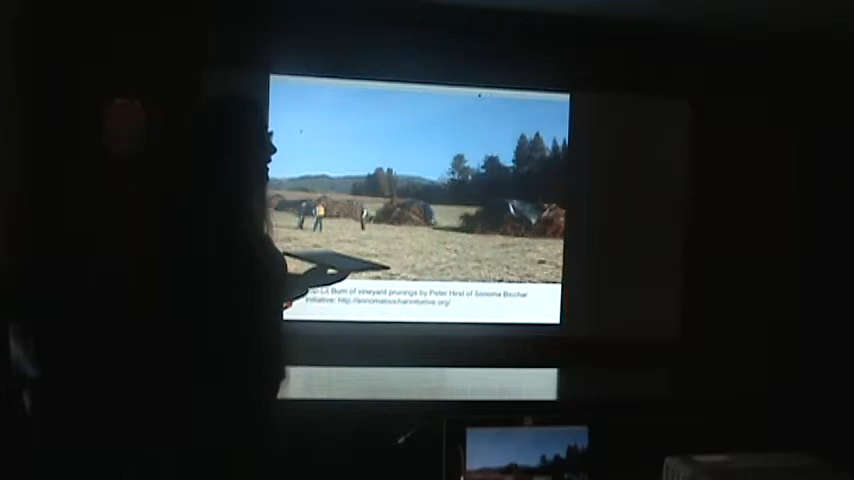 Lit Burn of vineyard prunings by Peter Hirst of Sonoma Biochar
Initiative: http://sonomabiocharinitiative.org/